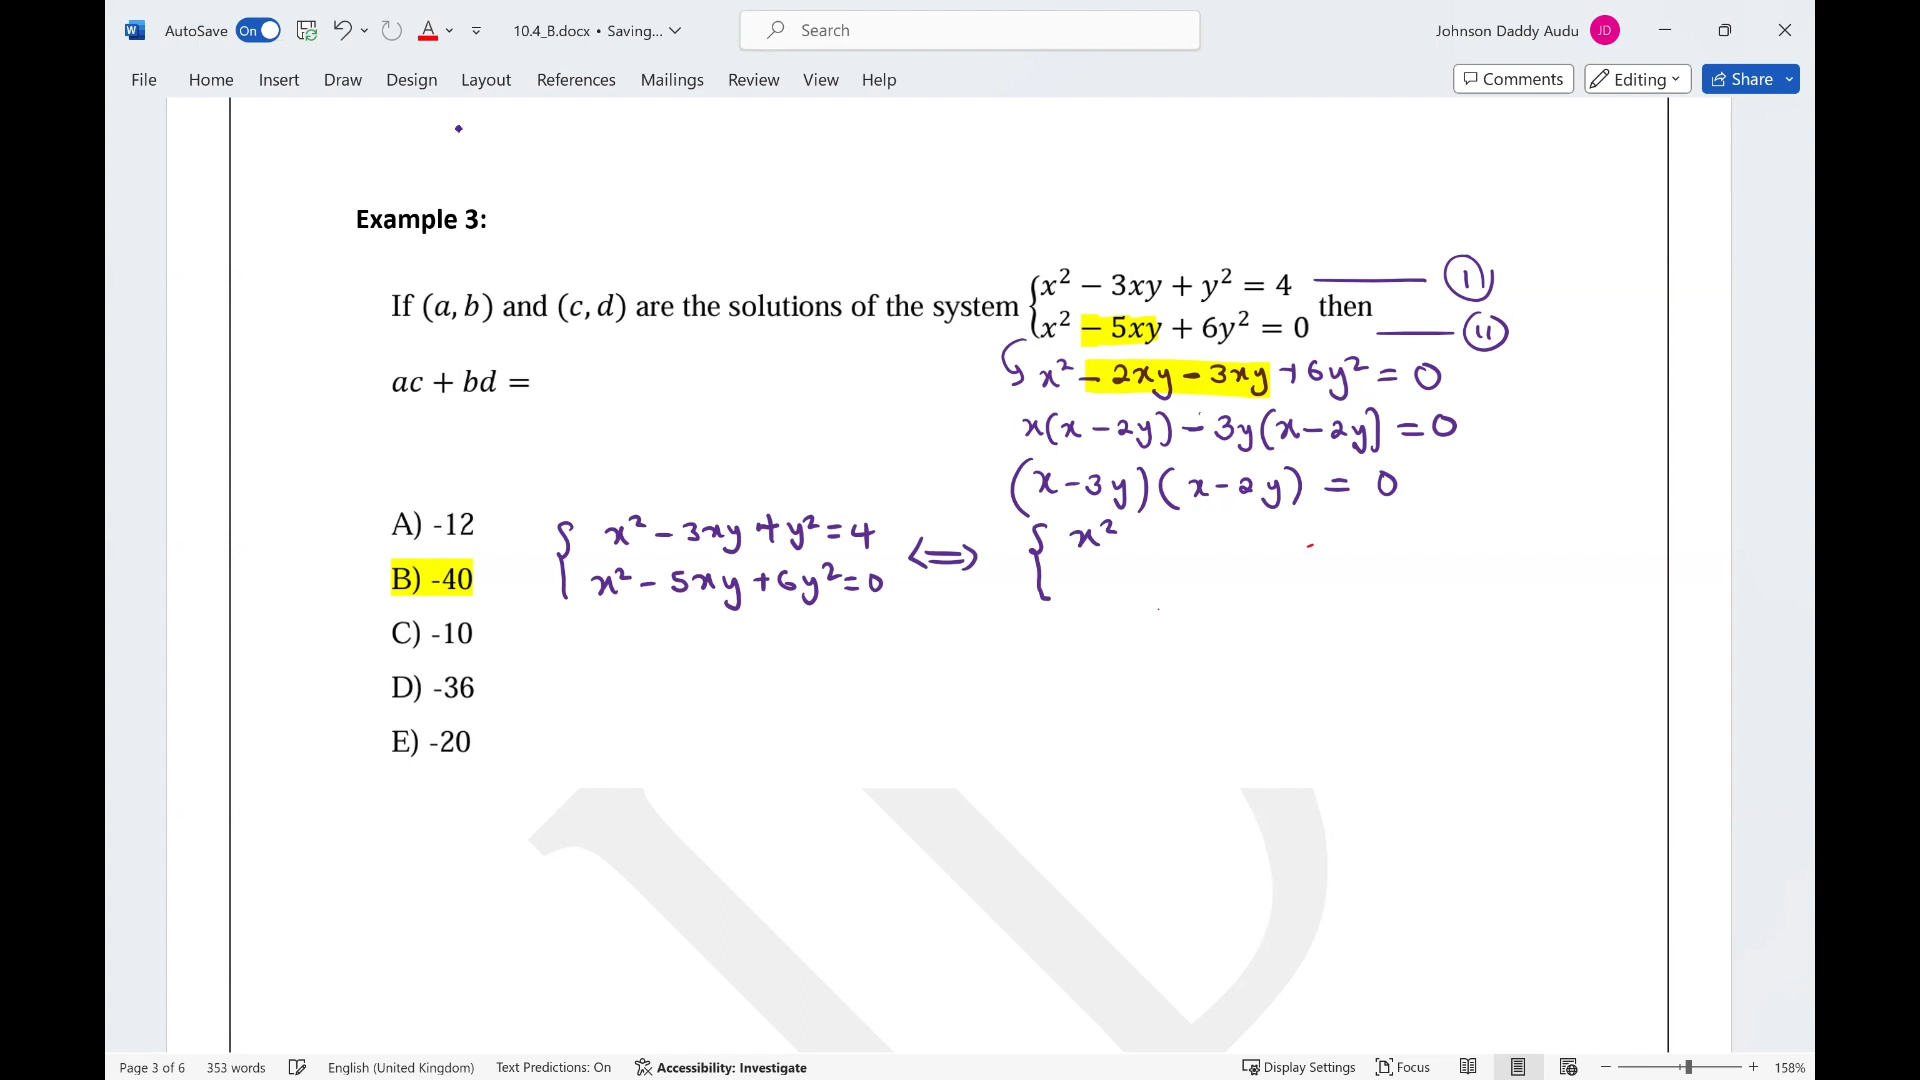 AutoSave On 10.4_B.docx • Saving... Search Johnson Daddy Audu JD
File Home Insert Draw Design Layout References Mailings Review View Help Comments Editing Share
Example 3:
If (a, b) and (c, d) are the solutions of the system { x² − 3xy + y² = 4 then (1)
x² − 5xy + 6y² = 0 (11)
x² - 2xy - 3xy + 6y² = 0
ac + bd =
x(x - 2y) - 3y(x - 2y) = 0
(x - 3y)(x - 2y) = 0
A) -12
{ x² - 3xy + y² = 4 <=> { x²
x² - 5xy + 6y² = 0
B) -40
C) -10
D) -36
E) -20
Page 3 of 6 353 words English (United Kingdom) Text Predictions: On Accessibility: Investigate Display Settings Focus 158%